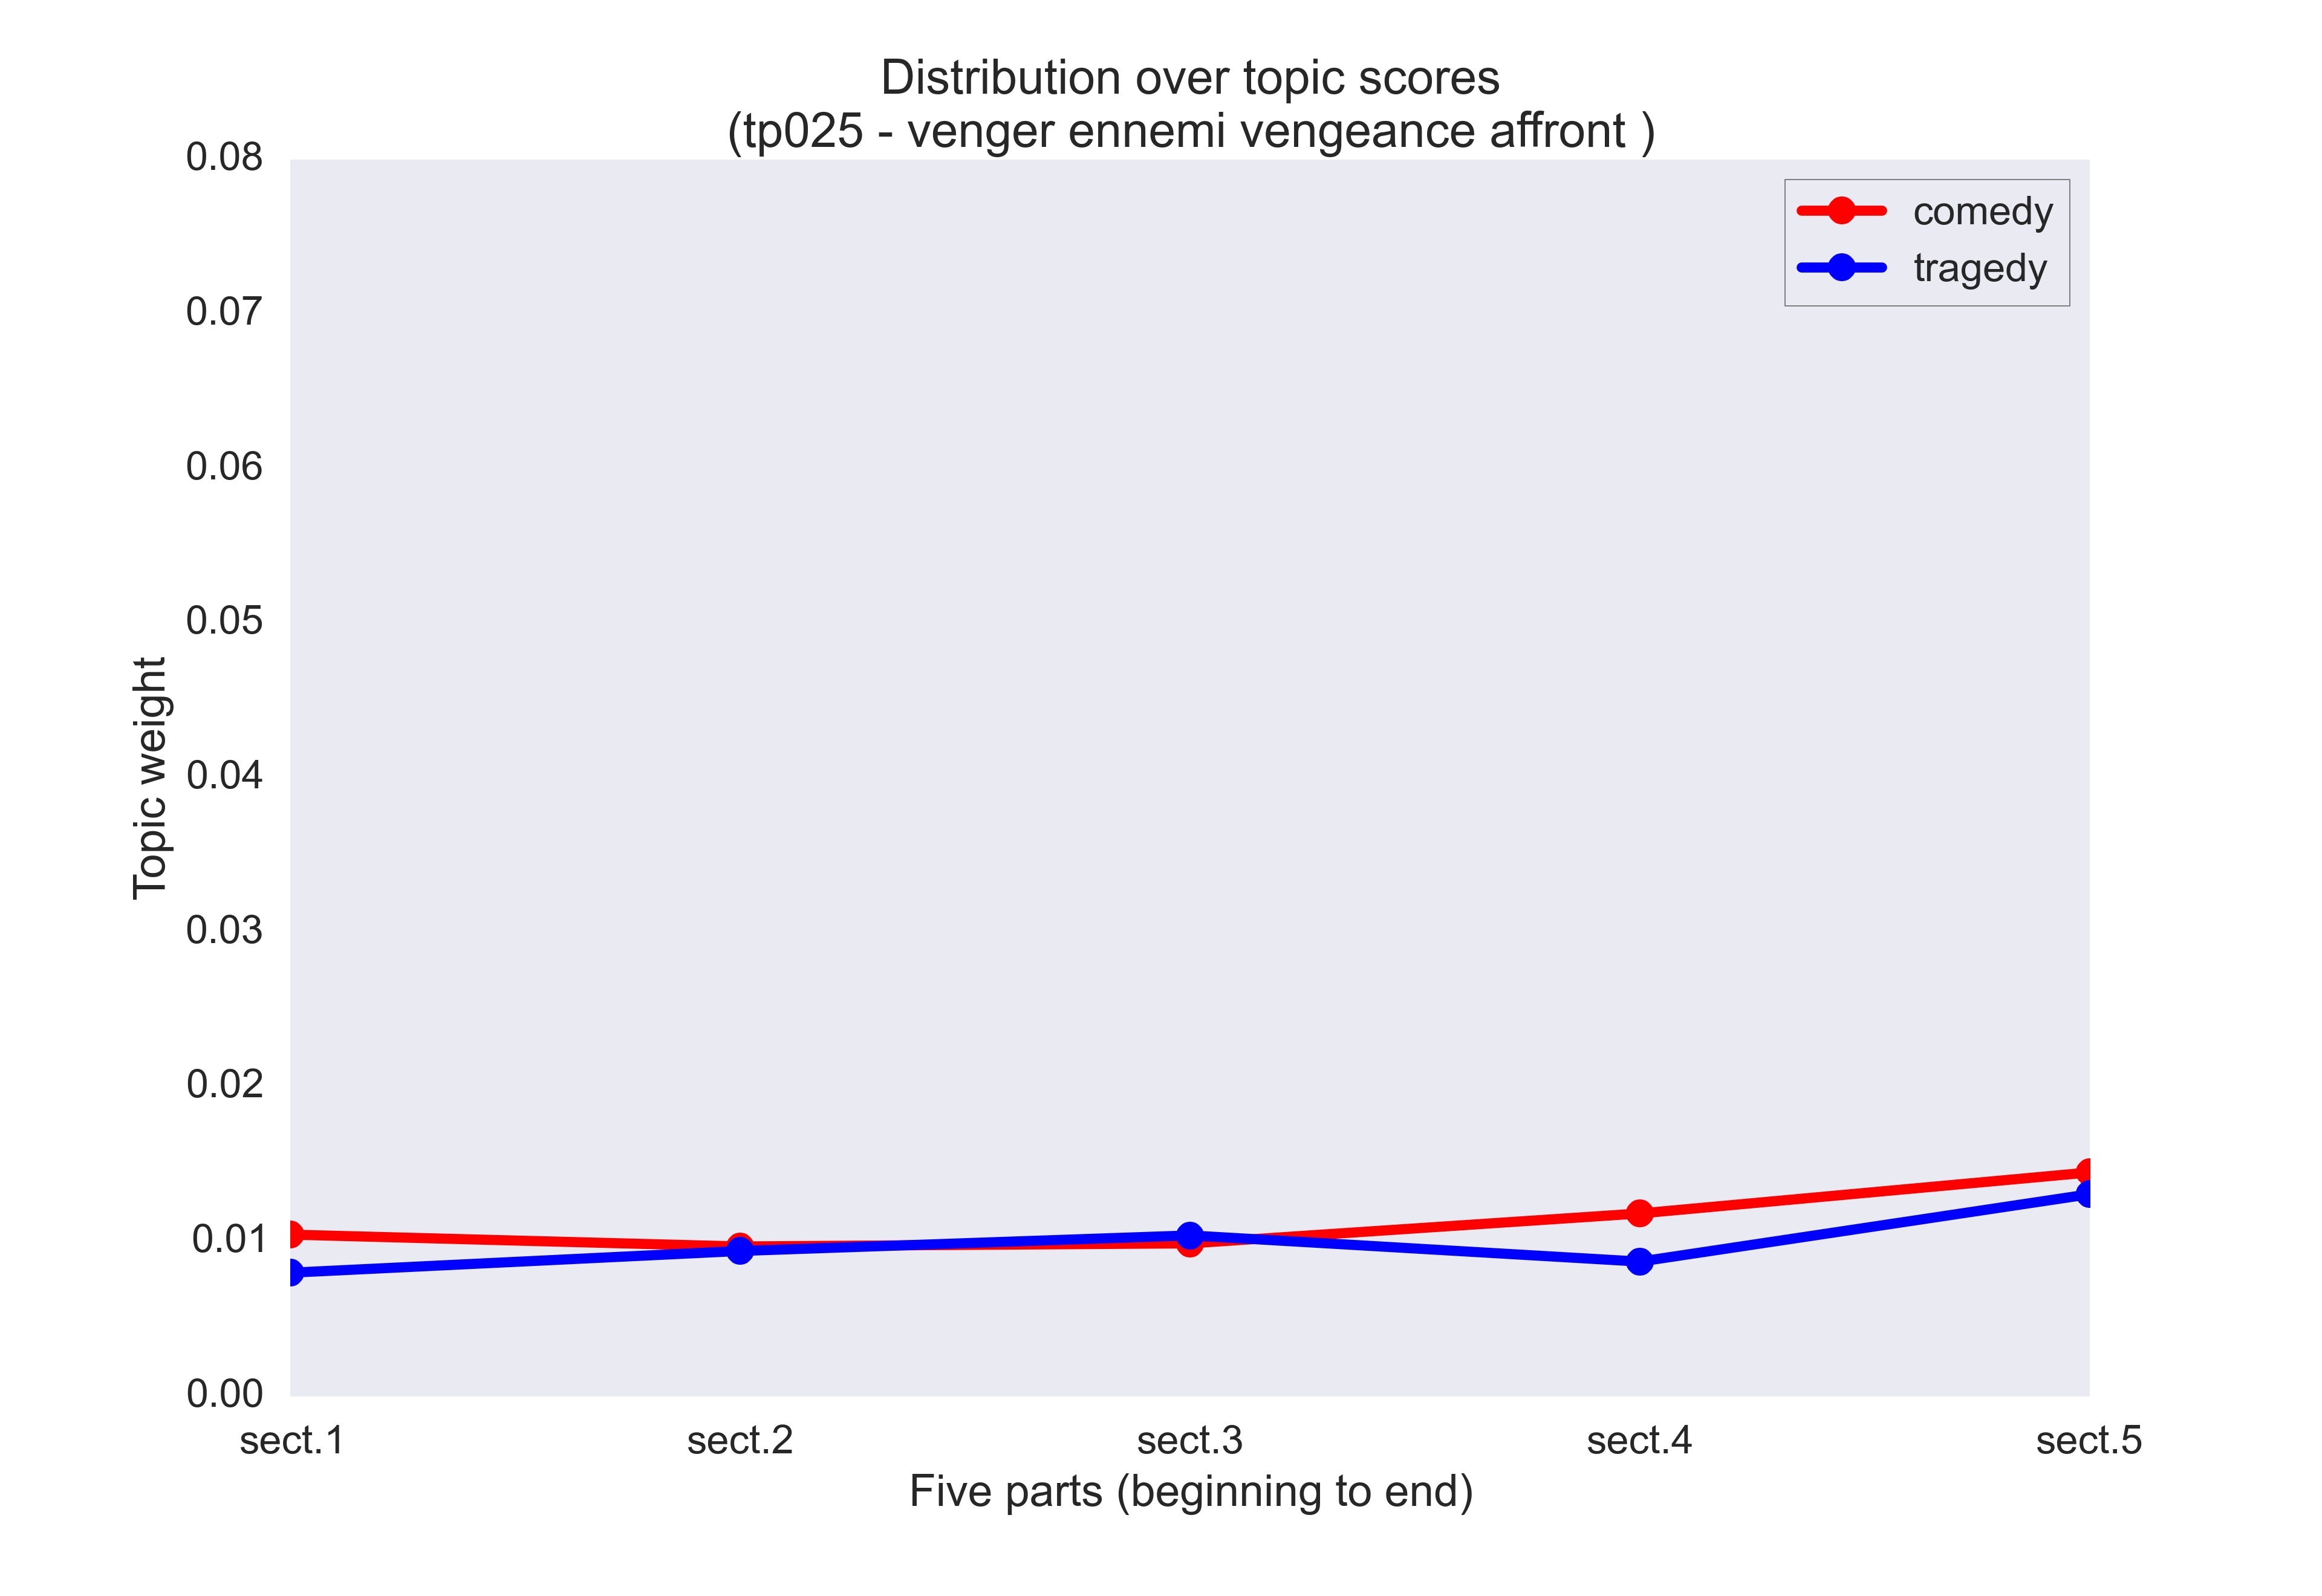 Distribution over topic scores
(tp025 - venger ennemi vengeance affront )
comedy
tragedy
0.08
0.07
0.06
0.05
0.04
0.03
0.02
0.01
0.00
Topic weight
sect.1
sect.2
sect.3
sect.4
sect.5
Five parts (beginning to end)